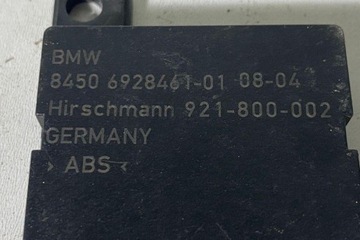 BMW
8450 6928461-01 08-04
Hirschmann 921-800-002
GERMANY
> ABS <